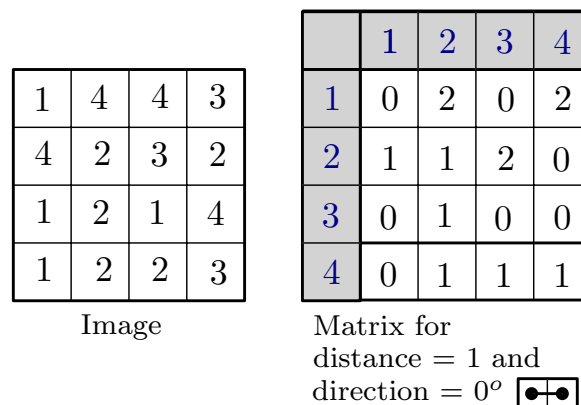 1 4 4 3
4 2 3 2
1 2 1 4
1 2 2 3
Image
1 2 3 4
1 0 2 0 2
2 1 1 2 0
3 0 1 0 0
4 0 1 1 1
Matrix for
distance = 1 and
direction = 0ᵒ